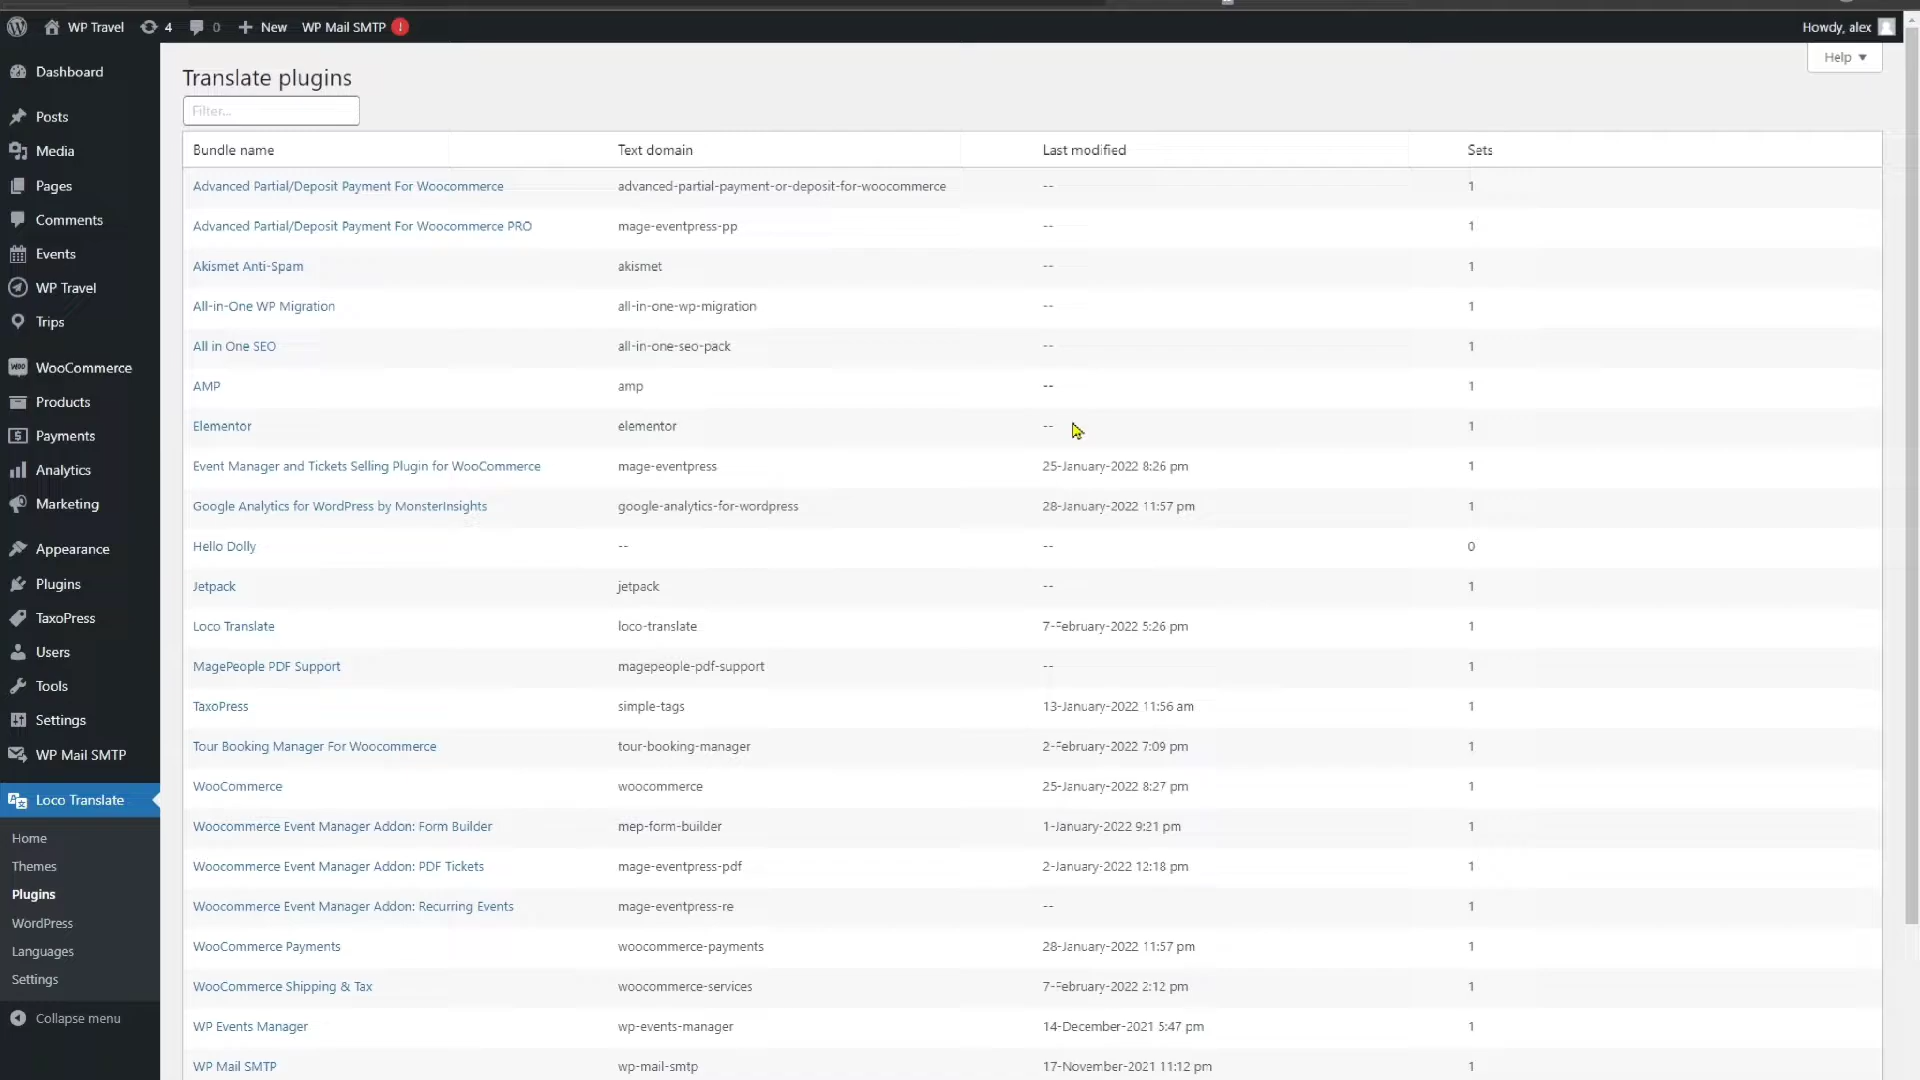 WP Travel 4 0 New WP Mail SMTP ! Howdy, alex
Help
Dashboard
Posts
Media
Pages
Comments
Events
WP Travel
Trips
WooCommerce
Products
Payments
Analytics
Marketing
Appearance
Plugins
TaxoPress
Users
Tools
Settings
WP Mail SMTP
Loco Translate
Home
Themes
Plugins
WordPress
Languages
Settings
Collapse menu
Translate plugins
Filter...
Bundle name Text domain Last modified Sets
Advanced Partial/Deposit Payment For Woocommerce advanced-partial-payment-or-deposit-for-woocommerce -- 1
Advanced Partial/Deposit Payment For Woocommerce PRO mage-eventpress-pp -- 1
Akismet Anti-Spam akismet -- 1
All-in-One WP Migration all-in-one-wp-migration -- 1
All in One SEO all-in-one-seo-pack -- 1
AMP amp -- 1
Elementor elementor -- 1
Event Manager and Tickets Selling Plugin for WooCommerce mage-eventpress 25-January-2022 8:26 pm 1
Google Analytics for WordPress by MonsterInsights google-analytics-for-wordpress 28-January-2022 11:57 pm 1
Hello Dolly -- -- 0
Jetpack jetpack -- 1
Loco Translate loco-translate 7-February-2022 5:26 pm 1
MagePeople PDF Support magepeople-pdf-support -- 1
TaxoPress simple-tags 13-January-2022 11:56 am 1
Tour Booking Manager For Woocommerce tour-booking-manager 2-February-2022 7:09 pm 1
WooCommerce woocommerce 25-January-2022 8:27 pm 1
Woocommerce Event Manager Addon: Form Builder mep-form-builder 1-January-2022 9:21 pm 1
Woocommerce Event Manager Addon: PDF Tickets mage-eventpress-pdf 2-January-2022 12:18 pm 1
Woocommerce Event Manager Addon: Recurring Events mage-eventpress-re -- 1
WooCommerce Payments woocommerce-payments 28-January-2022 11:57 pm 1
WooCommerce Shipping & Tax woocommerce-services 7-February-2022 2:12 pm 1
WP Events Manager wp-events-manager 14-December-2021 5:47 pm 1
WP Mail SMTP wp-mail-smtp 17-November-2021 11:12 pm 1